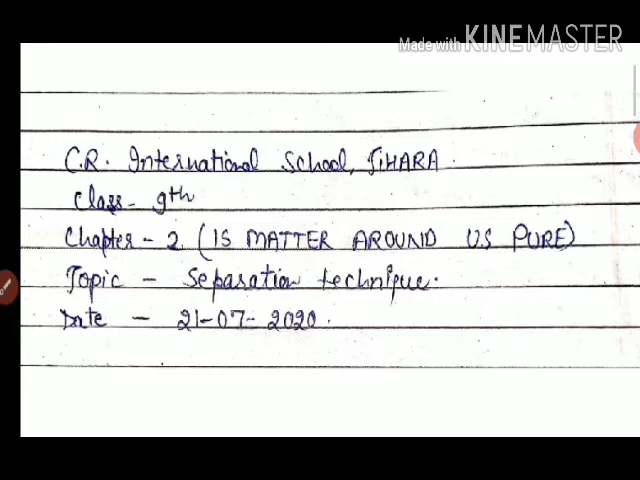 Made with KINEMASTER
C.R. International School, JIHARA.
Class - 9th
Chapter - 2 (IS MATTER AROUND US PURE)
Topic - Separation technique.
Date - 21-07-2020.